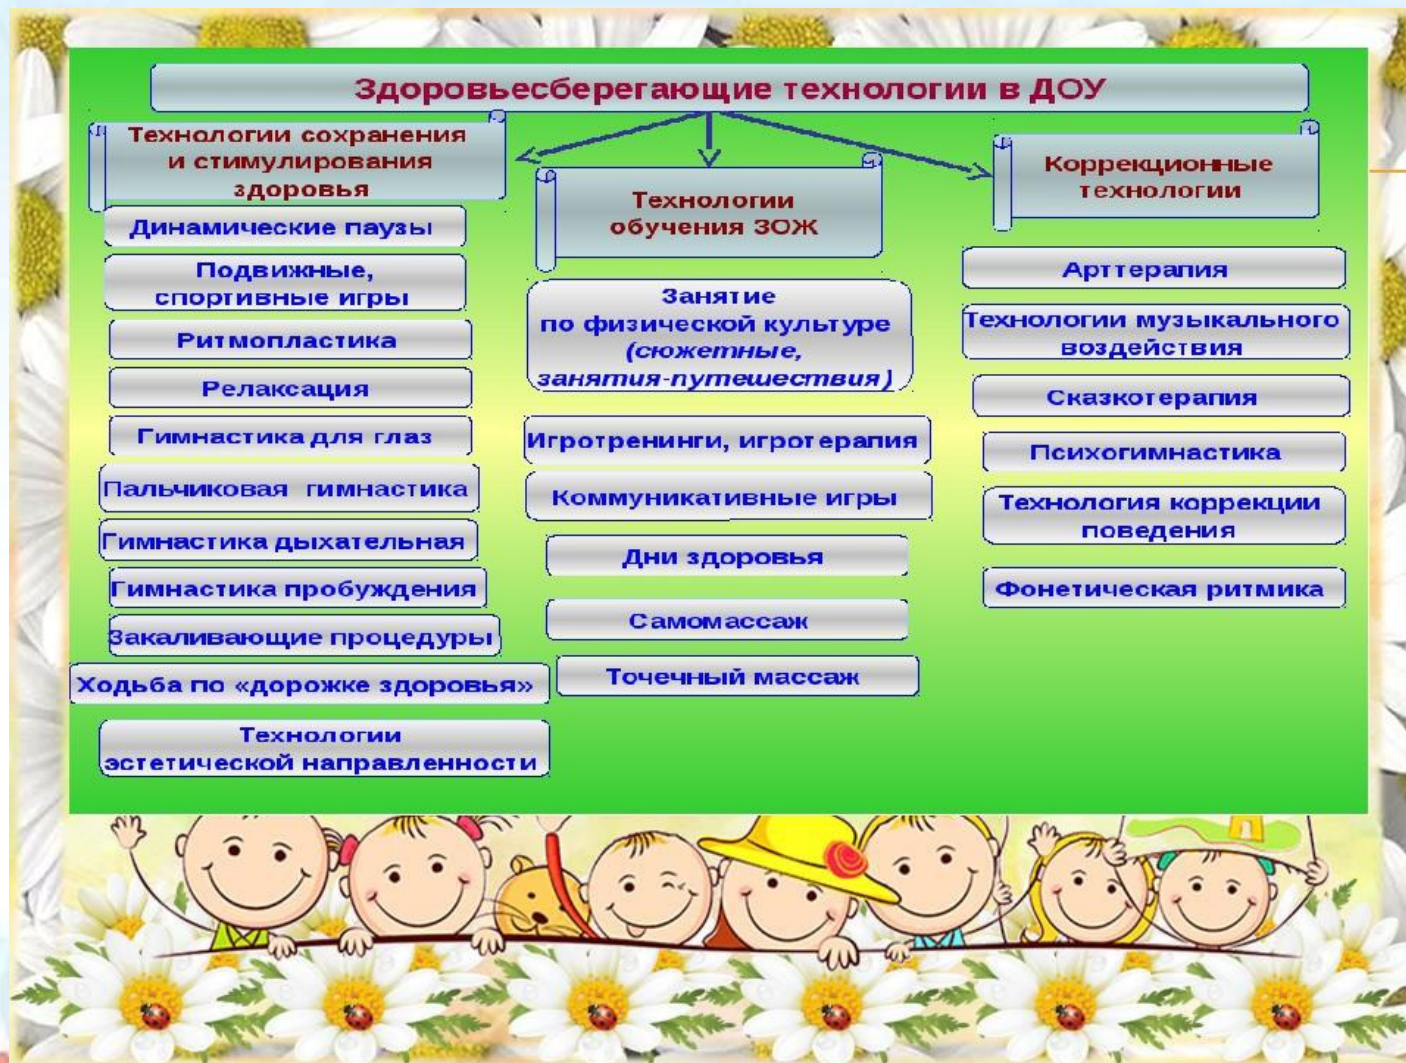 Здоровьесберегающие технологии в ДОУ
Технологии сохранения
и стимулирования
здоровья
Динамические паузы
Подвижные,
спортивные игры
Ритмопластика
Релаксация
Гимнастика для глаз
Пальчиковая гимнастика
Гимнастика дыхательная
Гимнастика пробуждения
Закаливающие процедуры
Ходьба по «дорожке здоровья»
Технологии
эстетической направленности
Технологии
обучения ЗОЖ
Занятие
по физической культуре
(сюжетные,
занятия-путешествия)
Игротренинги, игротерапия
Коммуникативные игры
Дни здоровья
Самомассаж
Точечный массаж
Коррекционные
технологии
Арттерапия
Технологии музыкального
воздействия
Сказкотерапия
Психогимнастика
Технология коррекции
поведения
Фонетическая ритмика